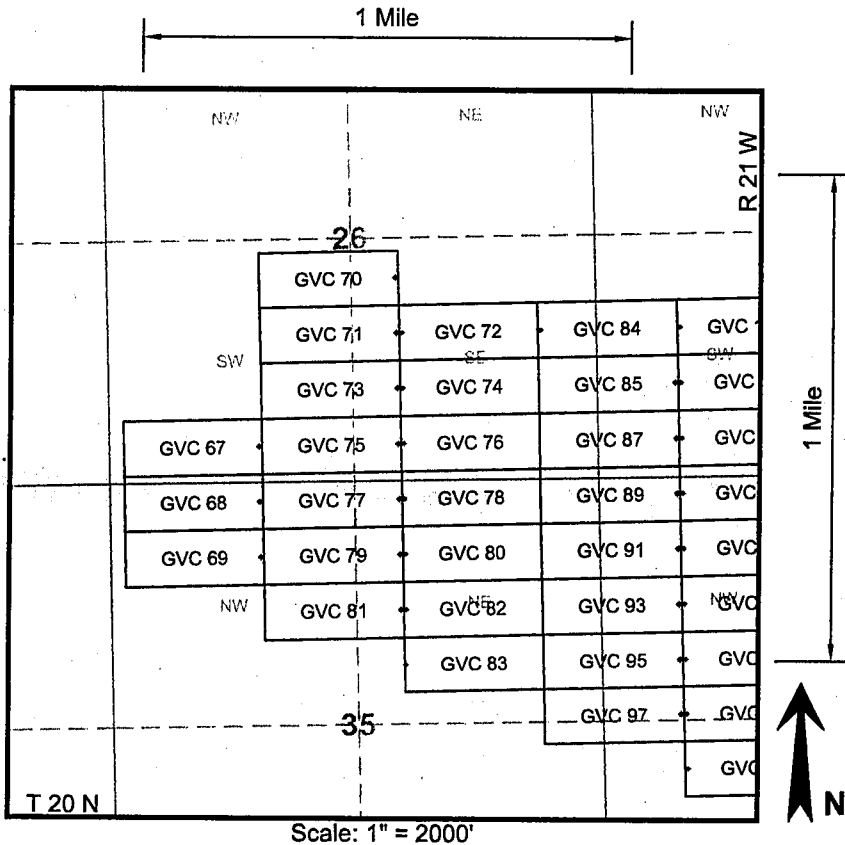 1 Mile
NW NE NW
R 21 W
26
GVC 70
GVC 71 GVC 72 GVC 84 GVC 1
SW SE SW
GVC 73 GVC 74 GVC 85 GVC
1 Mile
GVC 67 GVC 75 GVC 76 GVC 87 GVC
GVC 68 GVC 77 GVC 78 GVC 89 GVC
GVC 69 GVC 79 GVC 80 GVC 91 GVC
NW GVC 81 NE GVC 82 GVC 93 NW GVC
GVC 83 GVC 95 GVC
35 GVC 97 GVC
GVC
T 20 N
N
Scale: 1" = 2000'